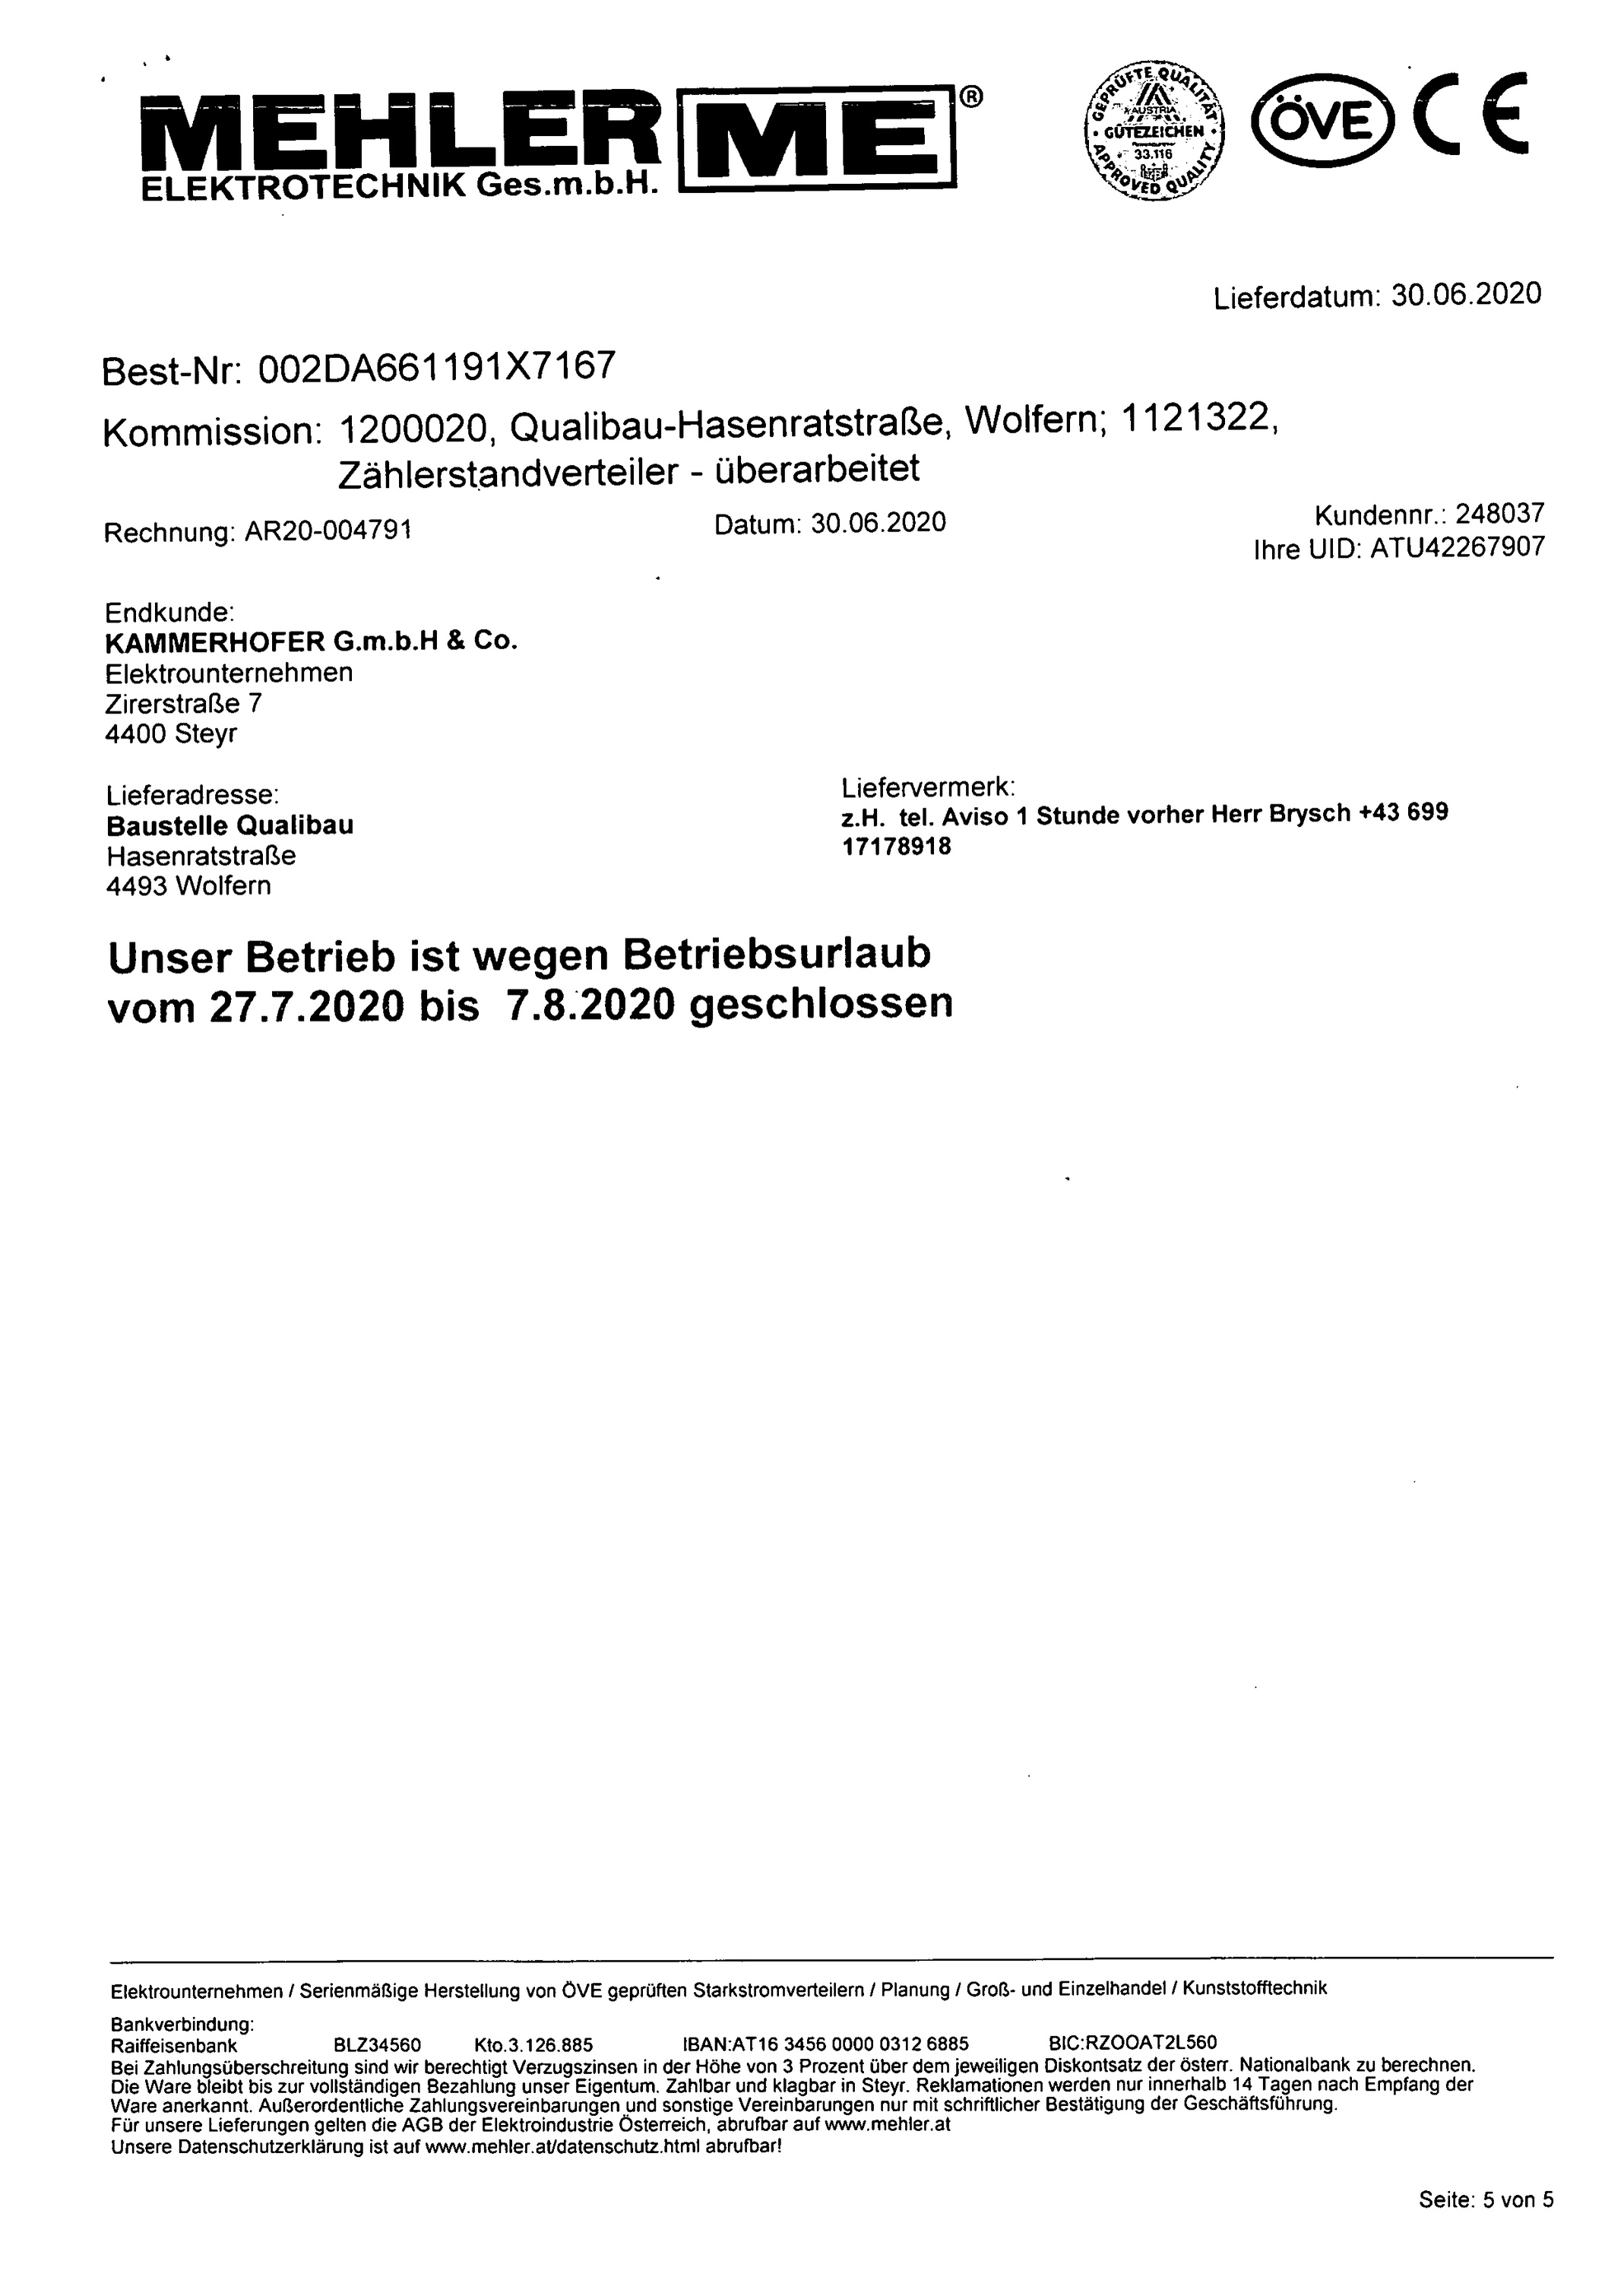 MEHLER ME ®
ELEKTROTECHNIK Ges.m.b.H.
GEPRÜFTE QUALITÄT
AUSTRIA
GÜTEZEICHEN
33.116
APPROVED QUALITY
ÖVE CE
Lieferdatum: 30.06.2020
Best-Nr: 002DA661191X7167
Kommission: 1200020, Qualibau-Hasenratstraße, Wolfern; 1121322,
Zählerstandverteiler - überarbeitet
Rechnung: AR20-004791 Datum: 30.06.2020 Kundennr.: 248037
Ihre UID: ATU42267907
Endkunde:
KAMMERHOFER G.m.b.H & Co.
Elektrounternehmen
Zirerstraße 7
4400 Steyr
Lieferadresse:
Baustelle Qualibau
Hasenratstraße
4493 Wolfern
Liefervermerk:
z.H. tel. Aviso 1 Stunde vorher Herr Brysch +43 699
17178918
Unser Betrieb ist wegen Betriebsurlaub
vom 27.7.2020 bis 7.8.2020 geschlossen
Elektrounternehmen / Serienmäßige Herstellung von ÖVE geprüften Starkstromverteilern / Planung / Groß- und Einzelhandel / Kunststofftechnik
Bankverbindung:
Raiffeisenbank BLZ34560 Kto.3.126.885 IBAN:AT16 3456 0000 0312 6885 BIC:RZOOAT2L560
Bei Zahlungsüberschreitung sind wir berechtigt Verzugszinsen in der Höhe von 3 Prozent über dem jeweiligen Diskontsatz der österr. Nationalbank zu berechnen.
Die Ware bleibt bis zur vollständigen Bezahlung unser Eigentum. Zahlbar und klagbar in Steyr. Reklamationen werden nur innerhalb 14 Tagen nach Empfang der
Ware anerkannt. Außerordentliche Zahlungsvereinbarungen und sonstige Vereinbarungen nur mit schriftlicher Bestätigung der Geschäftsführung.
Für unsere Lieferungen gelten die AGB der Elektroindustrie Österreich, abrufbar auf www.mehler.at
Unsere Datenschutzerklärung ist auf www.mehler.at/datenschutz.html abrufbar!
Seite: 5 von 5